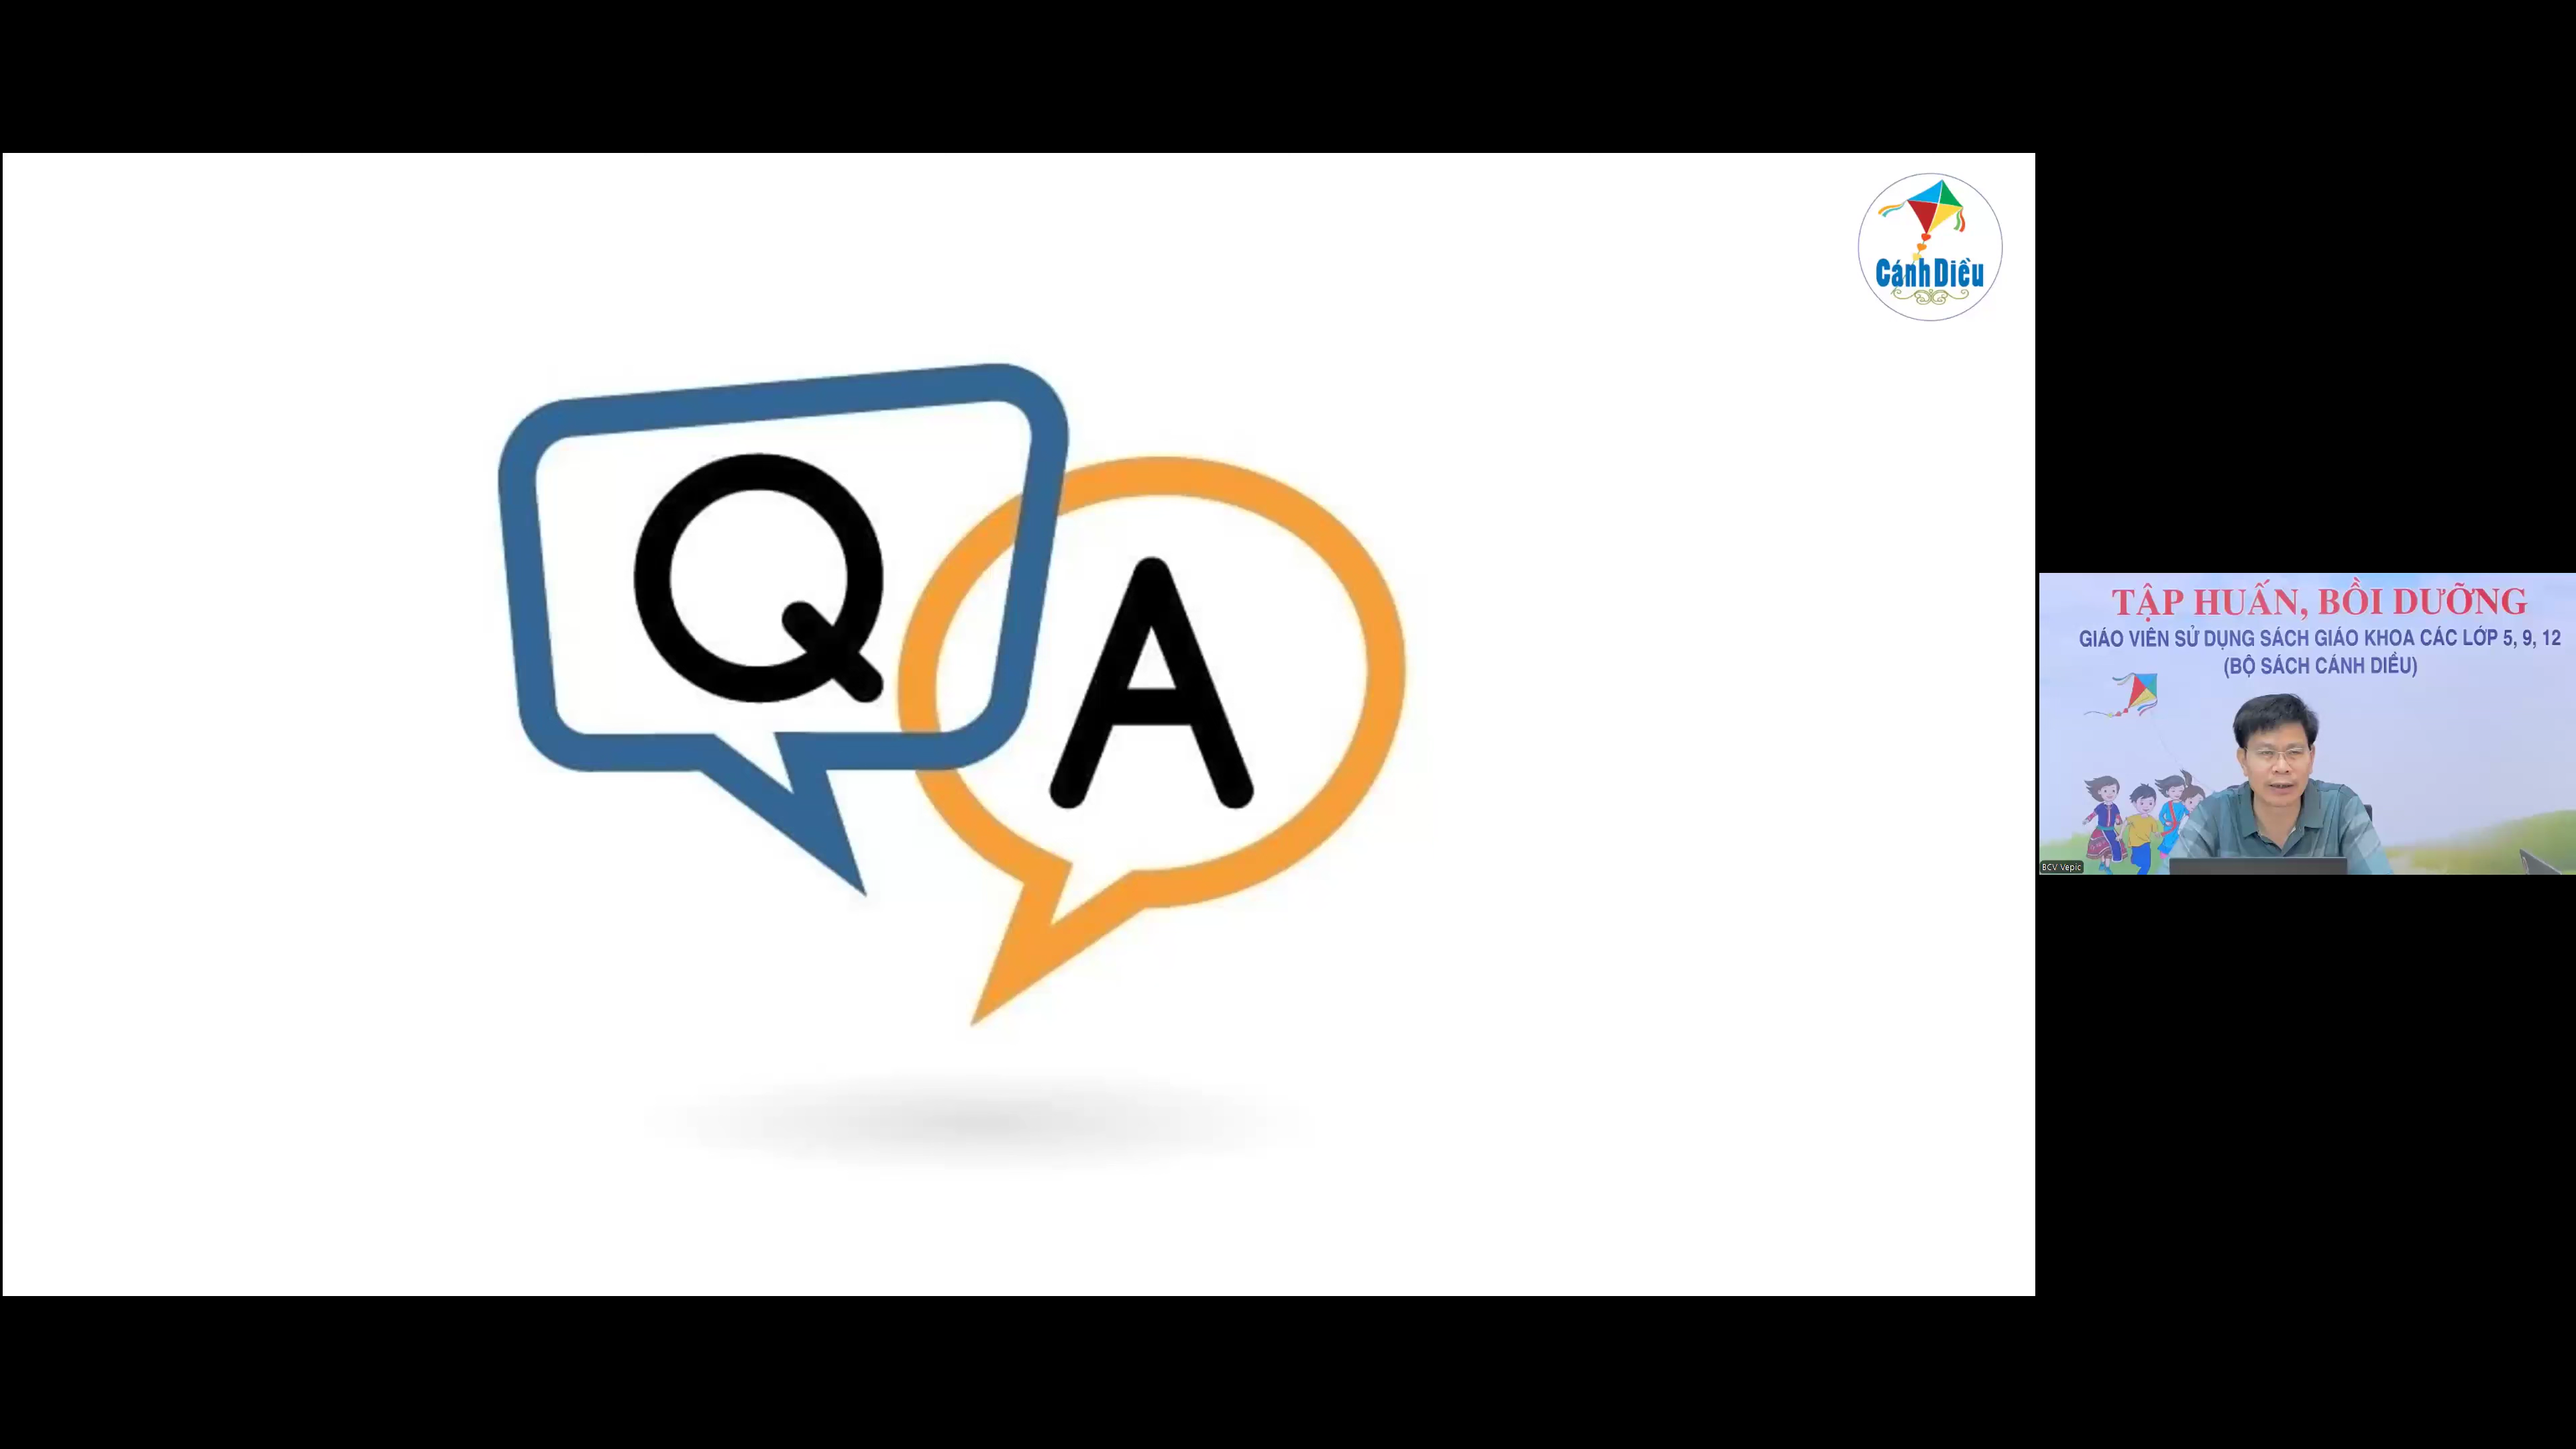 Cánh Diều
Q
A
TẬP HUẤN, BỒI DƯỠNG
GIÁO VIÊN SỬ DỤNG SÁCH GIÁO KHOA CÁC LỚP 5, 9, 12
(BỘ SÁCH CÁNH DIỀU)
BCV Vepic